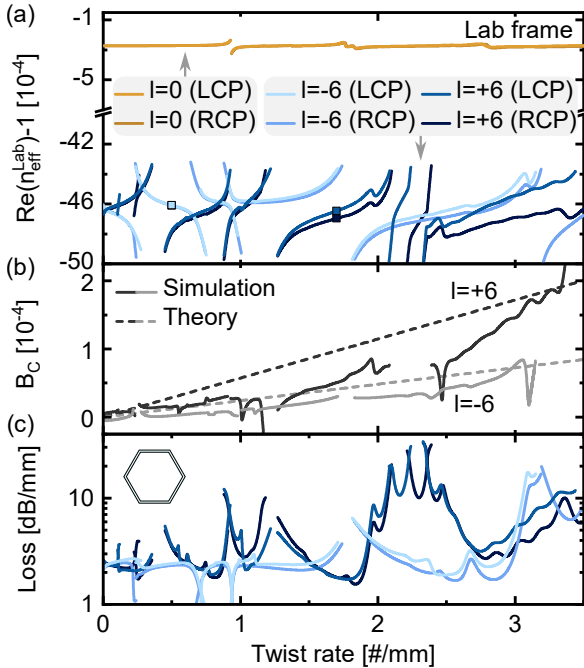 (a)
-1
Lab frame
-5
l=0 (LCP)
l=-6 (LCP)
l=+6 (LCP)
l=0 (RCP)
l=-6 (RCP)
l=+6 (RCP)
-42
-46
-50
Re(n_eff^Lab)-1 [10^-4]
(b)
2
Simulation
Theory
l=+6
1
l=-6
0
B_C [10^-4]
(c)
10
1
Loss [dB/mm]
0
1
2
3
Twist rate [#/mm]